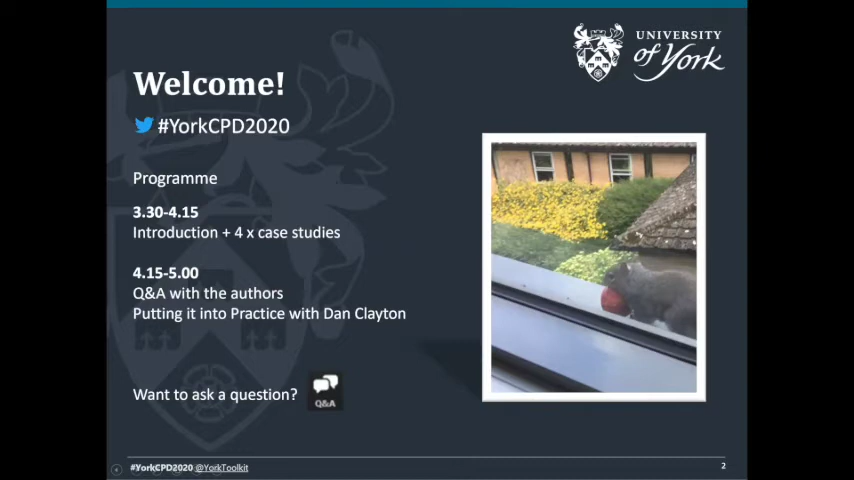 UNIVERSITY
of York
Welcome!
#YorkCPD2020
Programme
3.30-4.15
Introduction + 4 x case studies
4.15-5.00
Q&A with the authors
Putting it into Practice with Dan Clayton
Want to ask a question?
Q&A
#YorkCPD2020 @YorkToolkit
2